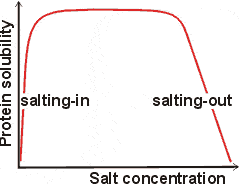 Protein solubility
salting-in
salting-out
Salt concentration